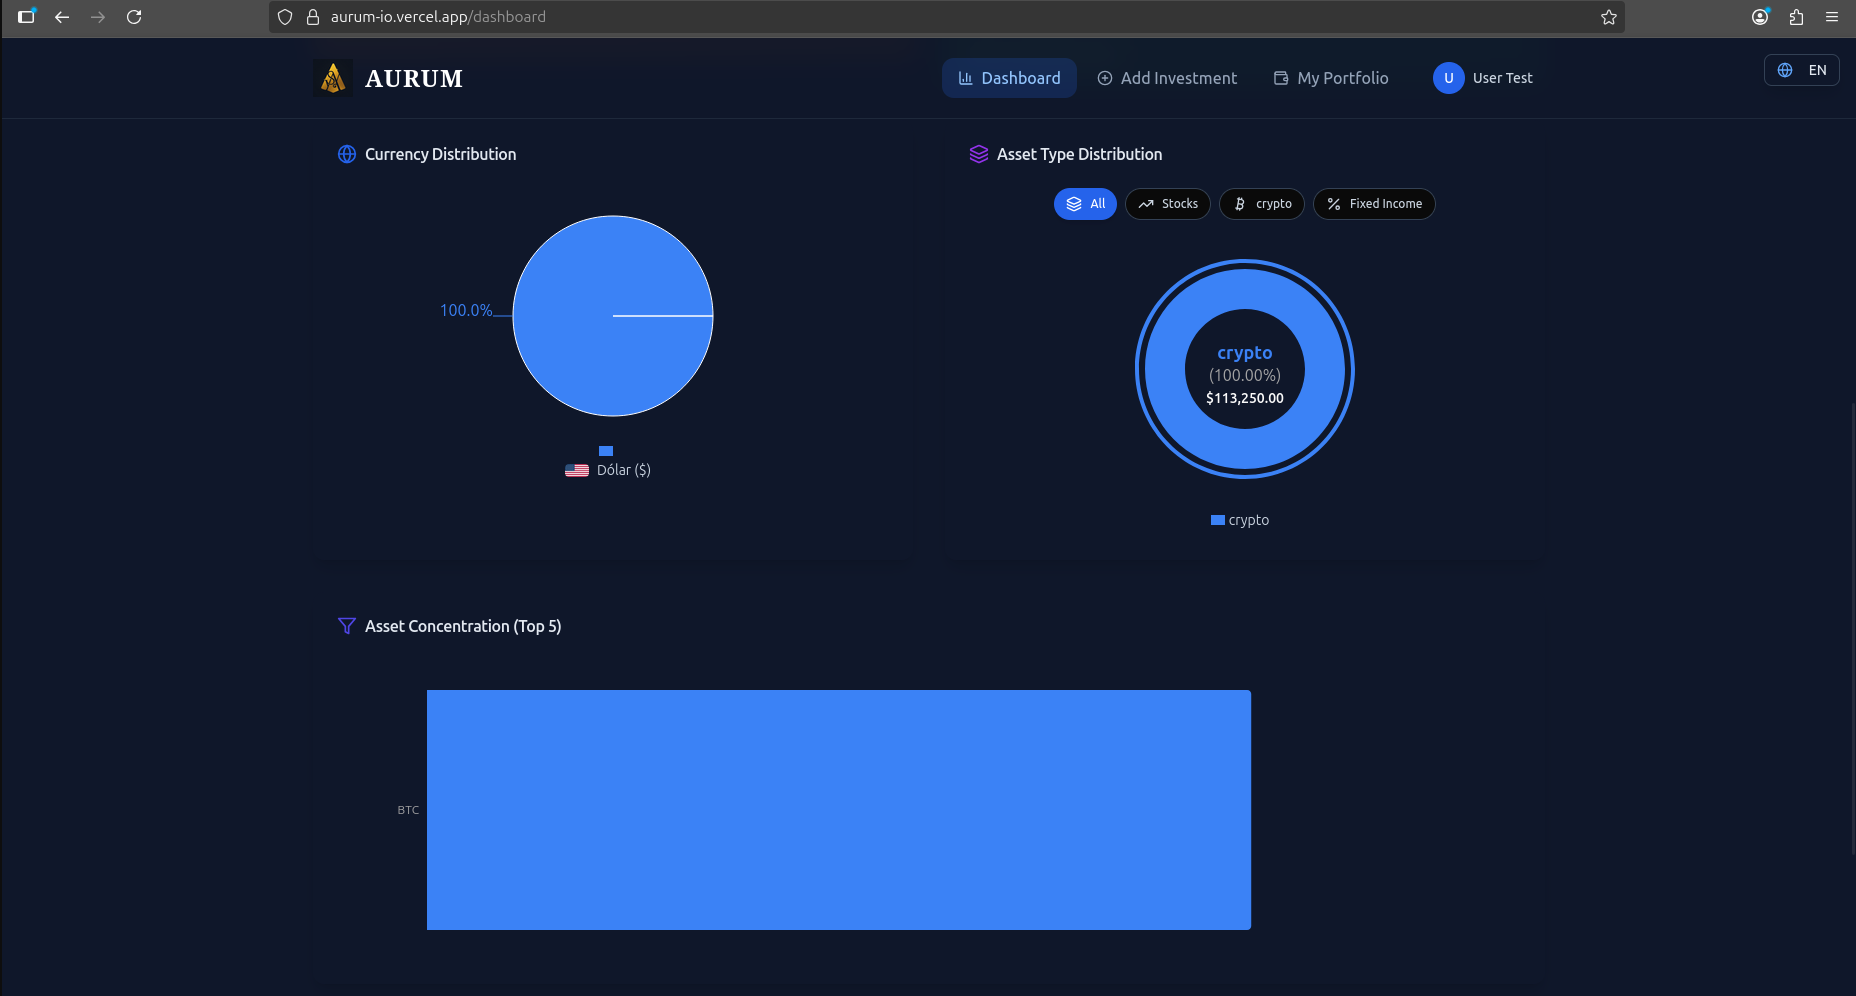 aurum-io.vercel.app/dashboard
AURUM
Dashboard
Add Investment
My Portfolio
U
User Test
EN
Currency Distribution
100.0%
Dólar ($)
Asset Type Distribution
All
Stocks
crypto
Fixed Income
crypto
(100.00%)
$113,250.00
crypto
Asset Concentration (Top 5)
BTC